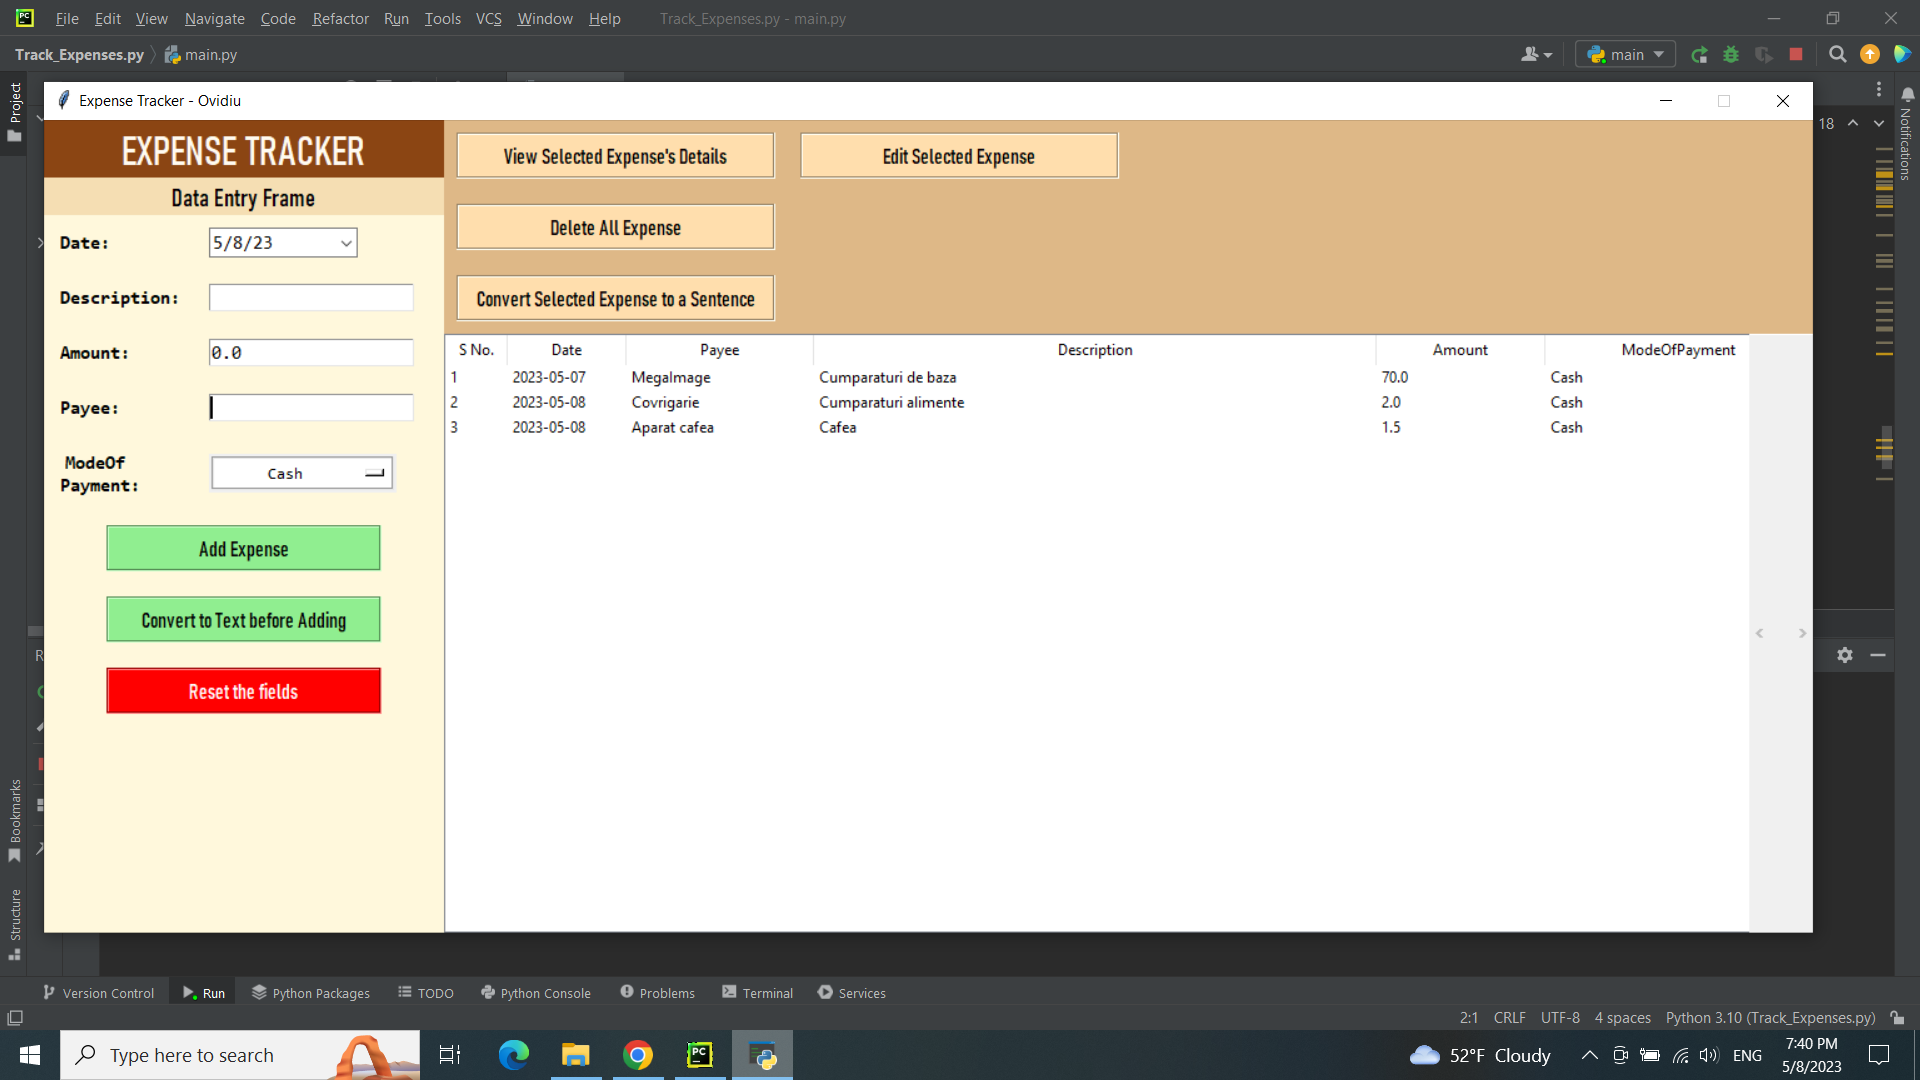 File Edit View Navigate Code Refactor Run Tools VCS Window Help Track_Expenses.py - main.py
Track_Expenses.py main.py main
Project
Notifications
18
Expense Tracker - Ovidiu
EXPENSE TRACKER
Data Entry Frame
Date: 5/8/23
Description:
Amount: 0.0
Payee:
ModeOf
Payment: Cash
Add Expense
Convert to Text before Adding
Reset the fields
View Selected Expense's Details Edit Selected Expense
Delete All Expense
Convert Selected Expense to a Sentence
S No. Date Payee Description Amount ModeOfPayment
1 2023-05-07 MegaImage Cumparaturi de baza 70.0 Cash
2 2023-05-08 Covrigarie Cumparaturi alimente 2.0 Cash
3 2023-05-08 Aparat cafea Cafea 1.5 Cash
Bookmarks
Structure
Version Control Run Python Packages TODO Python Console Problems Terminal Services
2:1 CRLF UTF-8 4 spaces Python 3.10 (Track_Expenses.py)
Type here to search
52°F Cloudy ENG 7:40 PM
5/8/2023